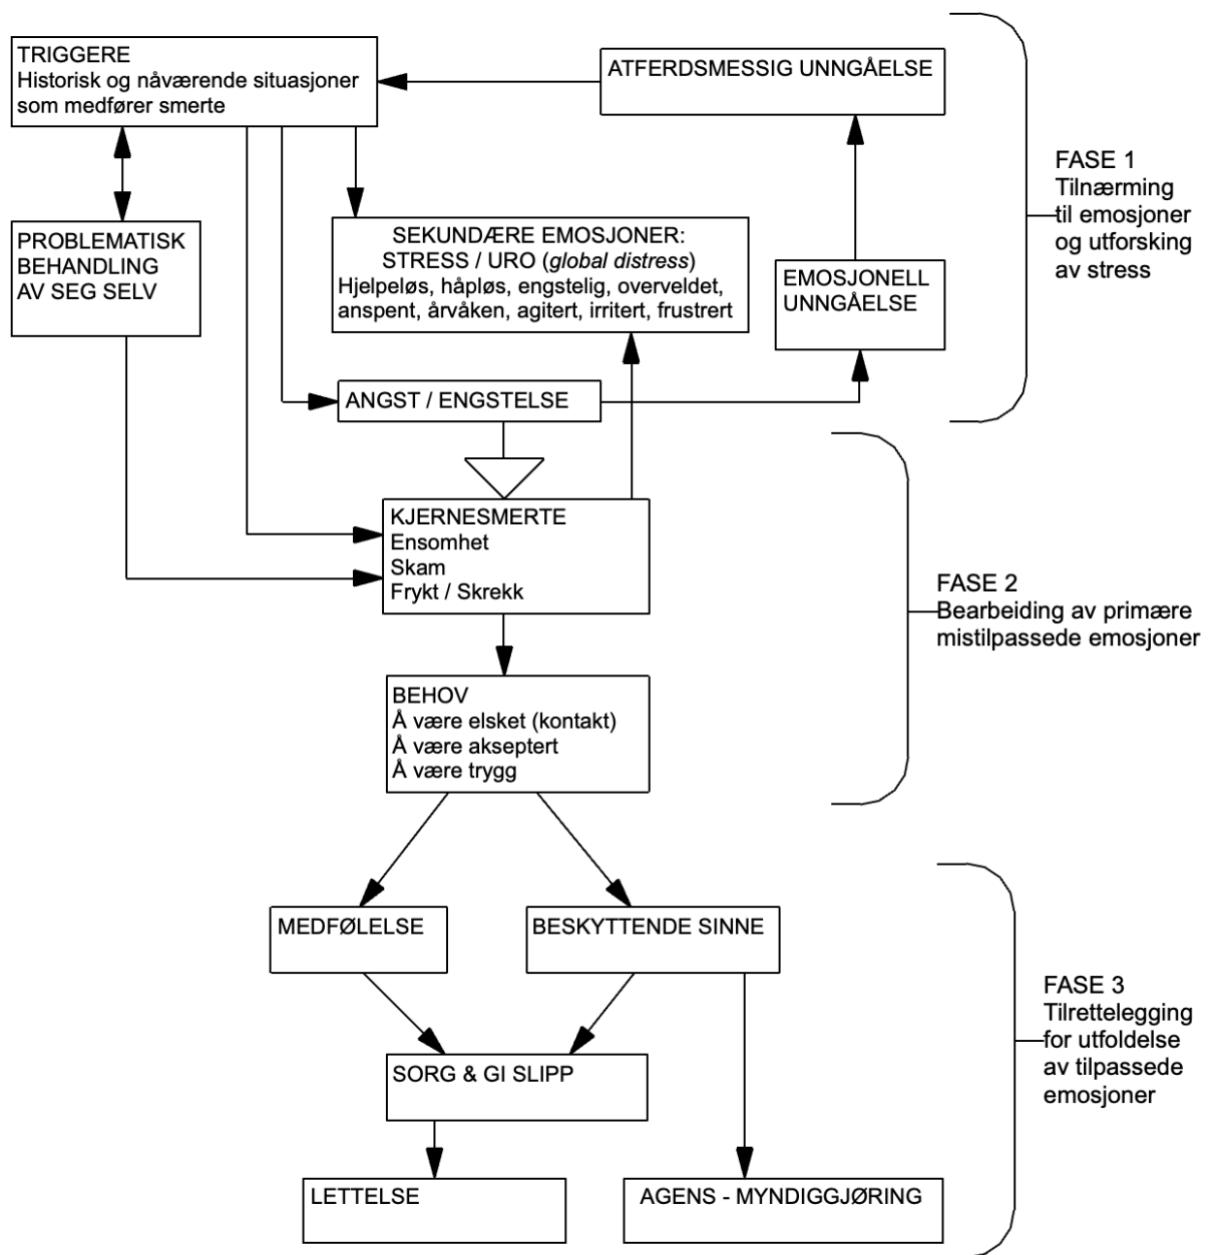 TRIGGERE
Historisk og nåværende situasjoner
som medfører smerte
ATFERDSMESSIG UNNGÅELSE
FASE 1
Tilnærming
til emosjoner
og utforsking
av stress
PROBLEMATISK
BEHANDLING
AV SEG SELV
SEKUNDÆRE EMOSJONER:
STRESS / URO (global distress)
Hjelpeløs, håpløs, engstelig, overveldet,
anspent, årvåken, agitert, irritert, frustrert
EMOSJONELL
UNNGÅELSE
ANGST / ENGSTELSE
KJERNESMERTE
Ensomhet
Skam
Frykt / Skrekk
FASE 2
Bearbeiding av primære
mistilpassede emosjoner
BEHOV
Å være elsket (kontakt)
Å være akseptert
Å være trygg
MEDFØLELSE
BESKYTTENDE SINNE
FASE 3
Tilrettelegging
for utfoldelse
av tilpassede
emosjoner
SORG & GI SLIPP
LETTELSE
AGENS - MYNDIGGJØRING